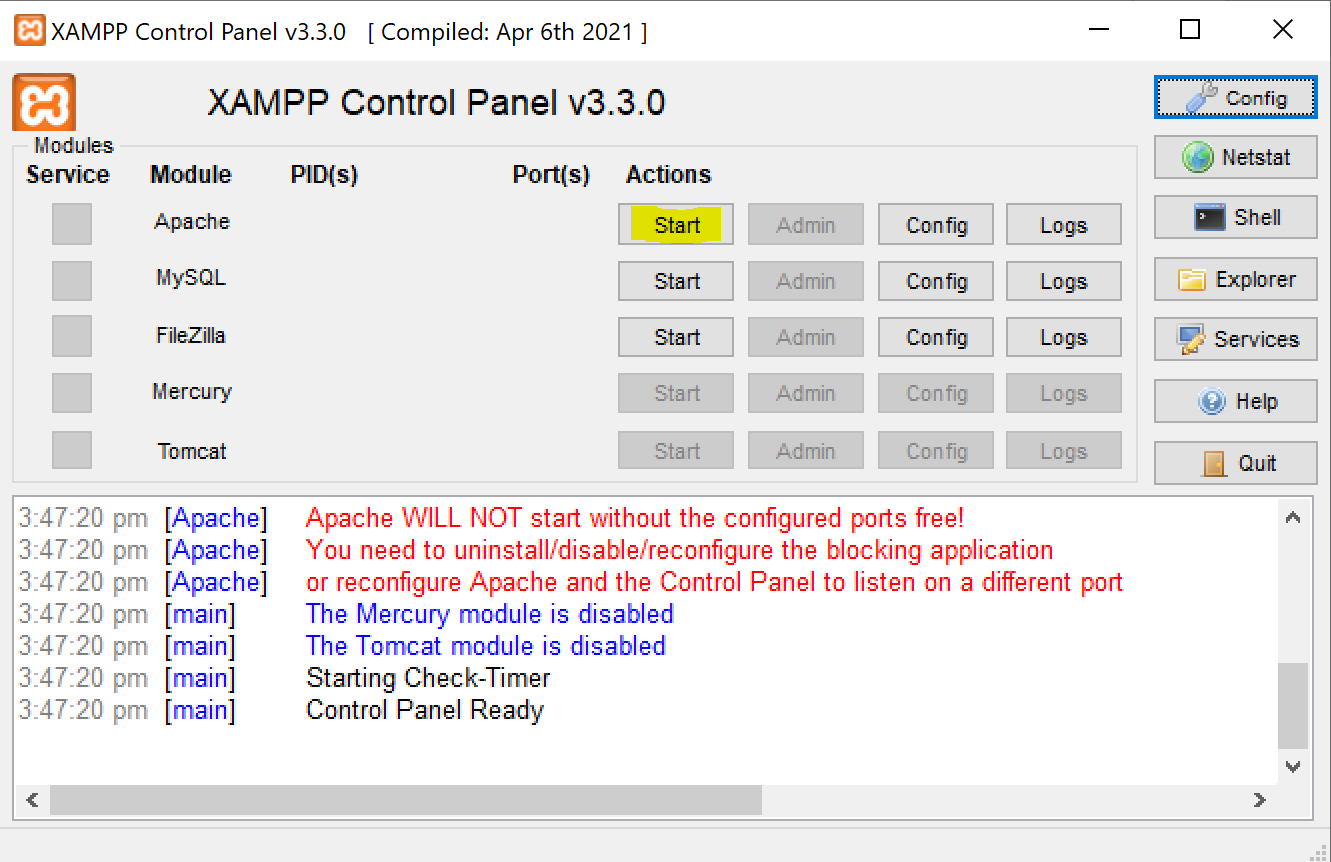 XAMPP Control Panel v3.3.0 [ Compiled: Apr 6th 2021 ]
XAMPP Control Panel v3.3.0
Config
Modules
Service Module PID(s) Port(s) Actions
Netstat
Apache Start Admin Config Logs
Shell
MySQL Start Admin Config Logs
Explorer
FileZilla Start Admin Config Logs
Services
Mercury Start Admin Config Logs
Help
Tomcat Start Admin Config Logs
Quit
3:47:20 pm [Apache] Apache WILL NOT start without the configured ports free!
3:47:20 pm [Apache] You need to uninstall/disable/reconfigure the blocking application
3:47:20 pm [Apache] or reconfigure Apache and the Control Panel to listen on a different port
3:47:20 pm [main] The Mercury module is disabled
3:47:20 pm [main] The Tomcat module is disabled
3:47:20 pm [main] Starting Check-Timer
3:47:20 pm [main] Control Panel Ready